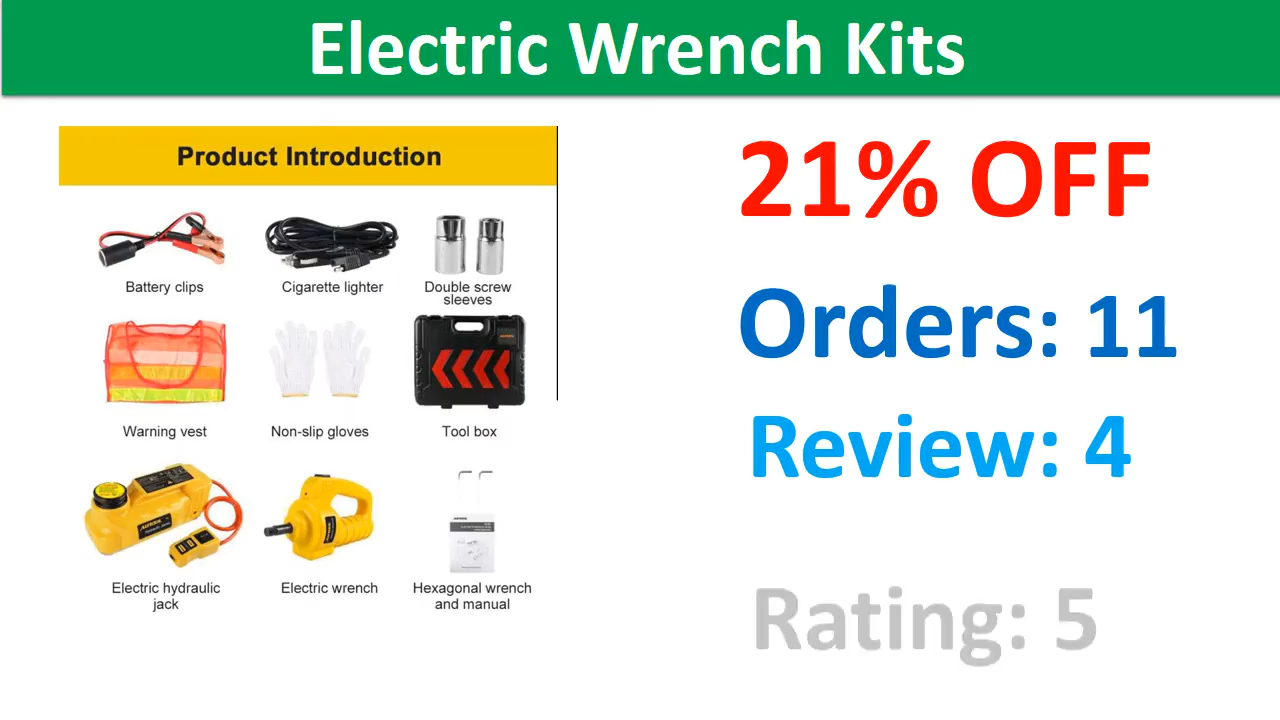 Electric Wrench Kits
Product Introduction
Battery clips
Cigarette lighter
Double screw
sleeves
Warning vest
Non-slip gloves
Tool box
Electric hydraulic
jack
Electric wrench
Hexagonal wrench
and manual
21% OFF
Orders: 11
Review: 4
Rating: 5